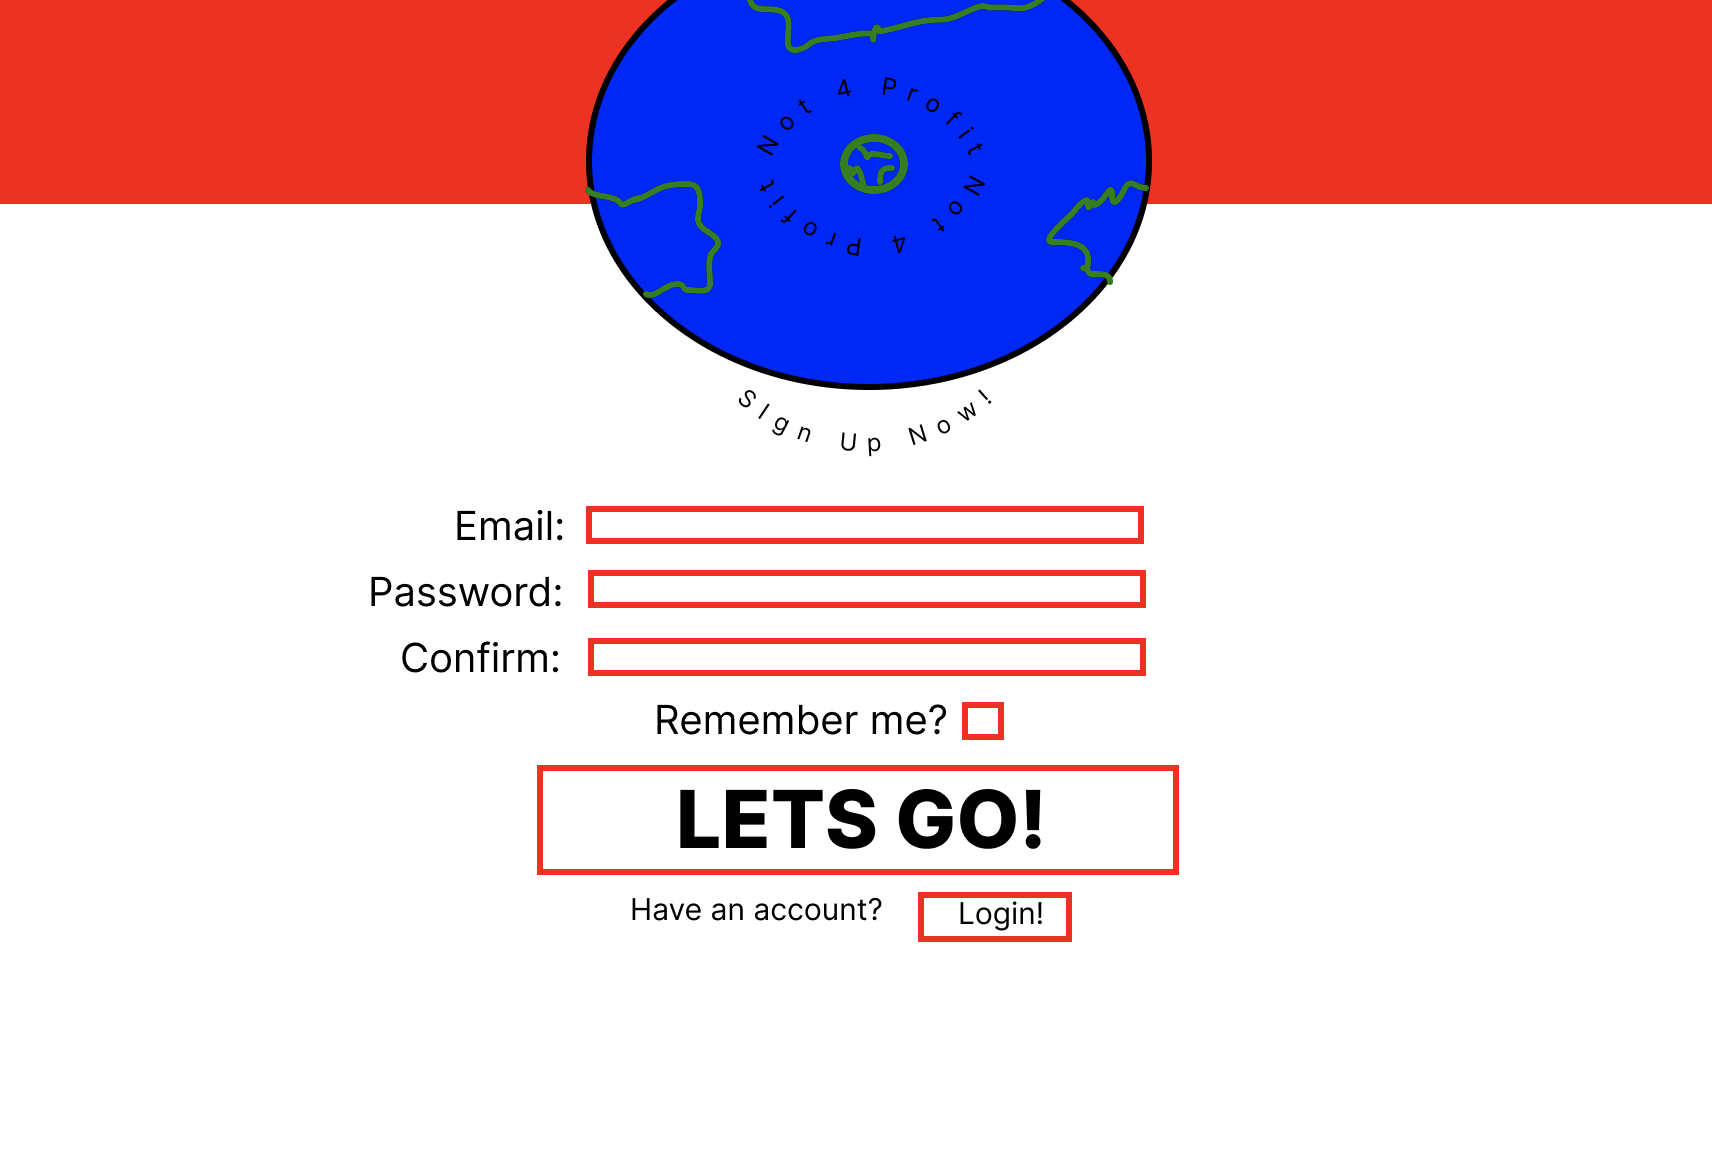 Not 4 Profit Not 4 Profit
SIgn Up Now!
Email:
Password:
Confirm:
Remember me?
LETS GO!
Have an account? Login!